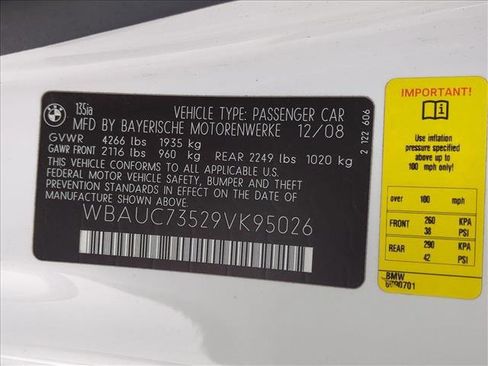 BMW
135ia
VEHICLE TYPE: PASSENGER CAR
MFD BY BAYERISCHE MOTORENWERKE 12/08
GVWR 4266 lbs 1935 kg
GAWR FRONT 2116 lbs 960 kg REAR 2249 lbs 1020 kg
THIS VEHICLE CONFORMS TO ALL APPLICABLE
FEDERAL MOTOR VEHICLE SAFETY, BUMPER AND THEFT
PREVENTION STANDARDS IN EFFECT ON THE DATE OF
MANUFACTURE SHOWN ABOVE.
WBAUC73529VK95026
2 122 606
IMPORTANT!
Use inflation
pressure above
100 mph only!
over 100 mph
FRONT 260 KPA
38 PSI
REAR 290 KPA
42 PSI
BMW